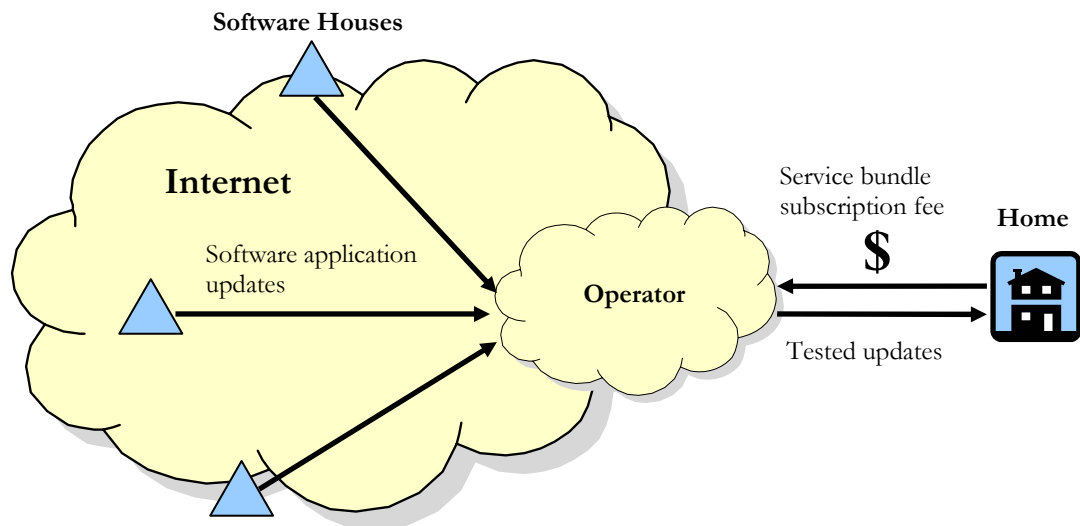 Software Houses
Internet
Service bundle
subscription fee
Home
$
Software application
updates
Operator
Tested updates